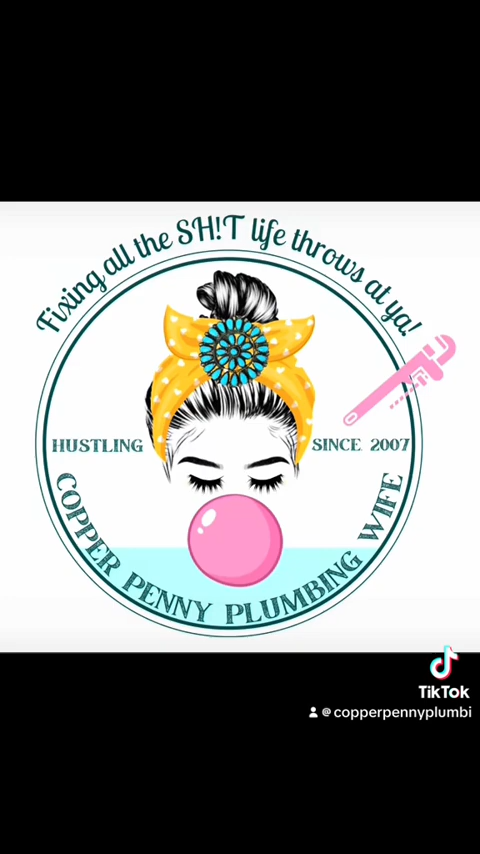 Fixing all the SH!T life throws at ya!
HUSTLING
SINCE 2007
COPPER PENNY PLUMBING WIFE
TikTok
@copperpennyplumbi